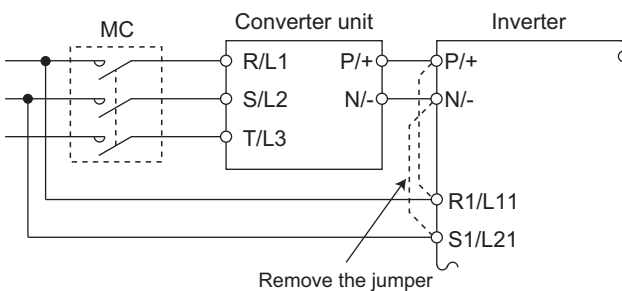 MC
Converter unit
Inverter
R/L1
P/+
P/+
S/L2
N/-
N/-
T/L3
R1/L11
S1/L21
Remove the jumper